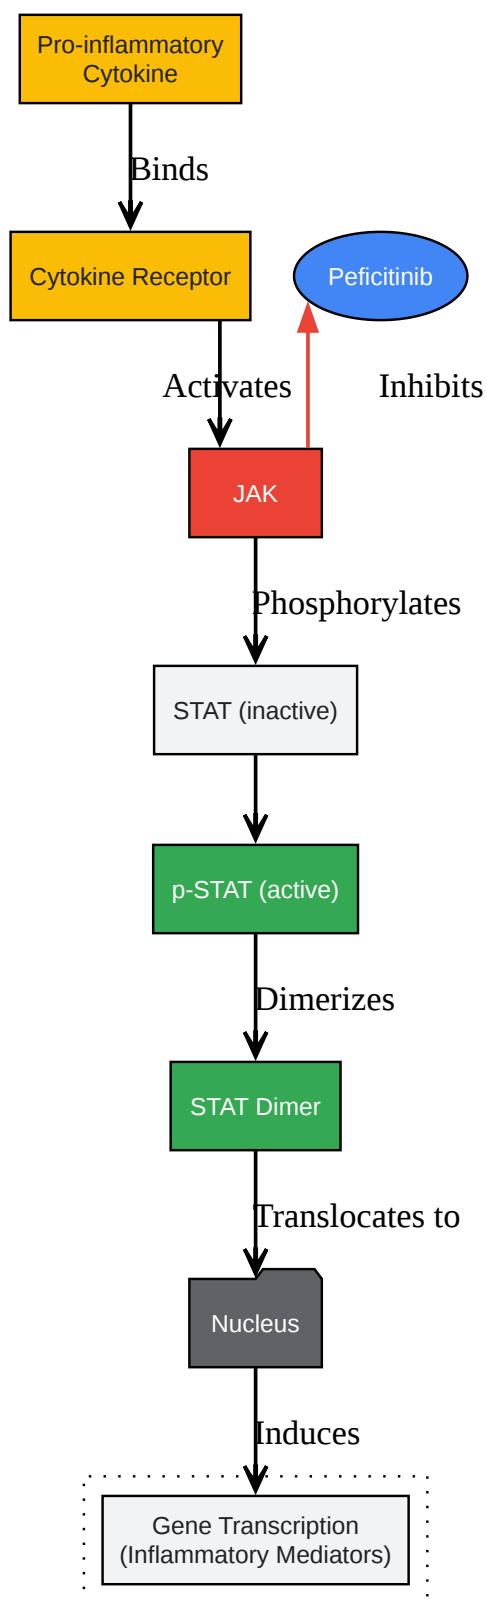 Pro-inflammatory
Cytokine
Binds
Cytokine Receptor
Peficitinib
Activates
Inhibits
JAK
Phosphorylates
STAT (inactive)
p-STAT (active)
Dimerizes
STAT Dimer
Translocates to
Nucleus
Induces
Gene Transcription
(Inflammatory Mediators)